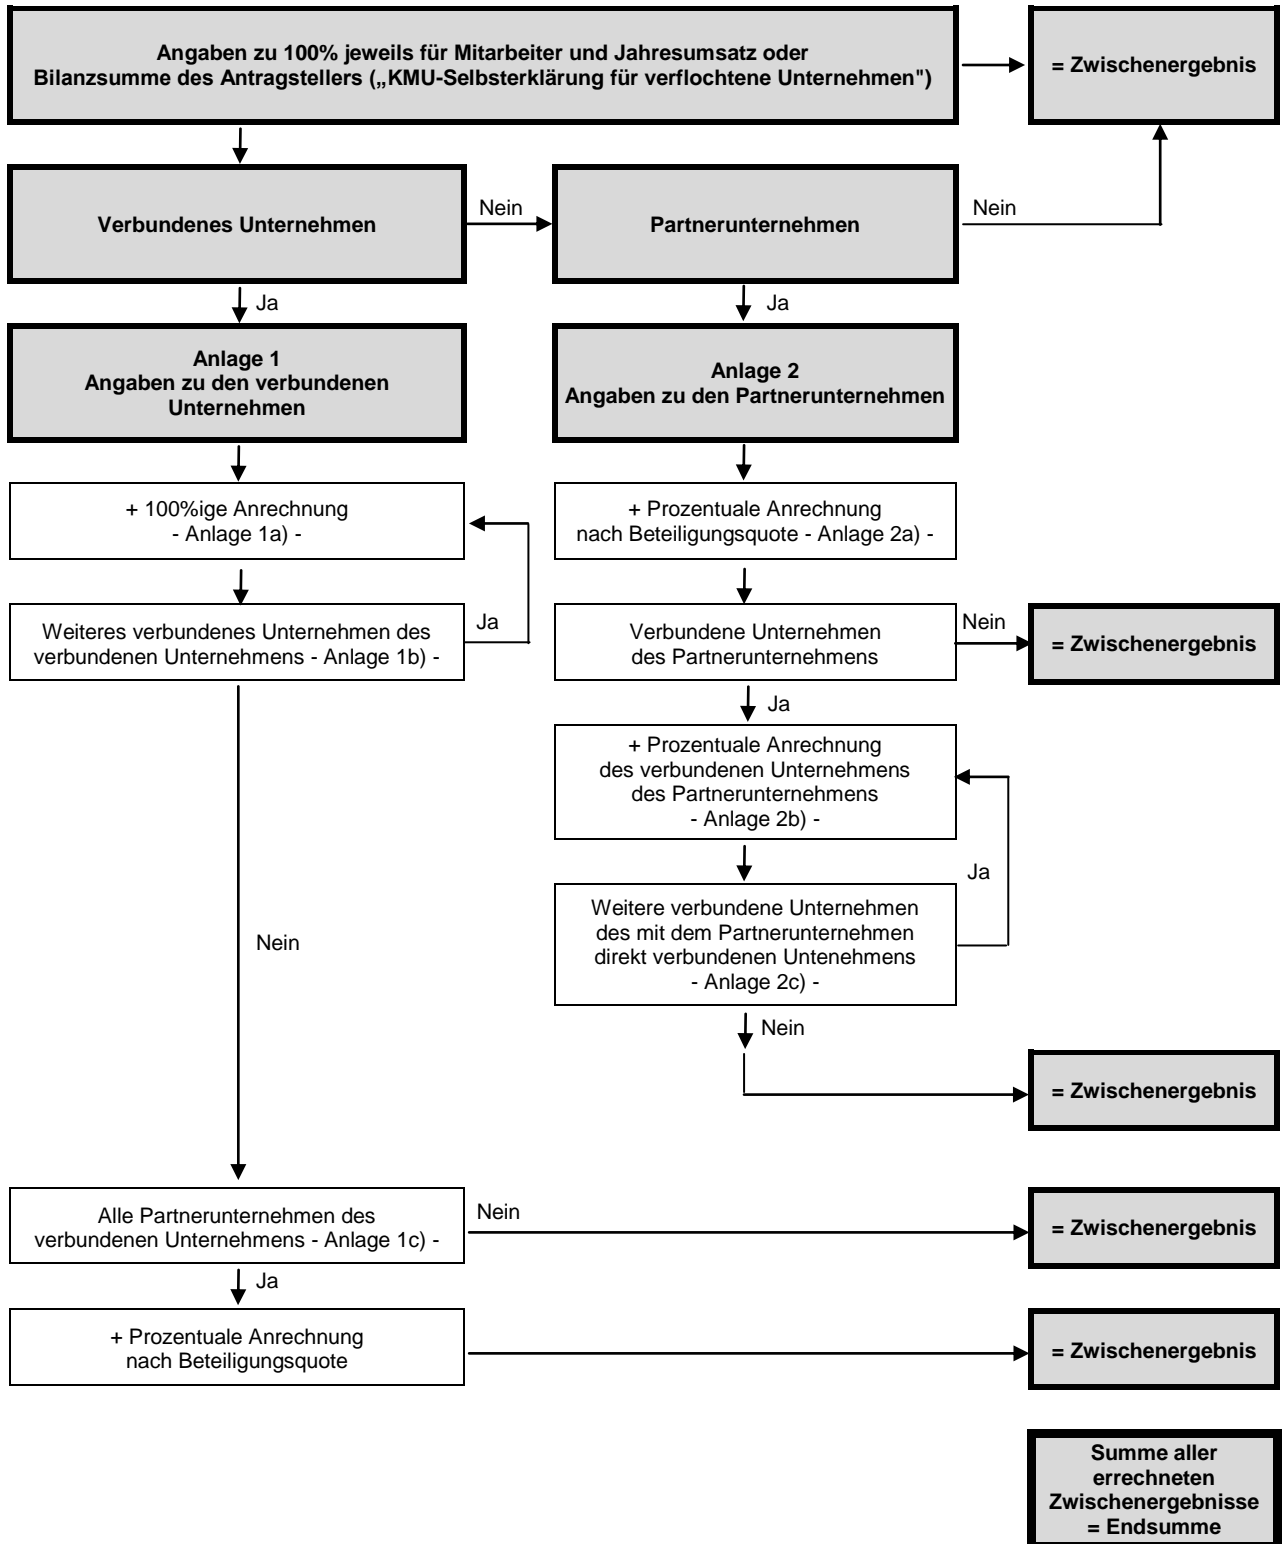 Angaben zu 100% jeweils für Mitarbeiter und Jahresumsatz oder
Bilanzsumme des Antragstellers („KMU-Selbsterklärung für verflochtene Unternehmen")
= Zwischenergebnis
Verbundenes Unternehmen
Nein
Partnerunternehmen
Nein
Ja
Ja
Anlage 1
Angaben zu den verbundenen
Unternehmen
Anlage 2
Angaben zu den Partnerunternehmen
+ 100%ige Anrechnung
- Anlage 1a) -
+ Prozentuale Anrechnung
nach Beteiligungsquote - Anlage 2a) -
Weiteres verbundenes Unternehmen des
verbundenen Unternehmens - Anlage 1b) -
Ja
Verbundene Unternehmen
des Partnerunternehmens
Nein
= Zwischenergebnis
Ja
+ Prozentuale Anrechnung
des verbundenen Unternehmens
des Partnerunternehmens
- Anlage 2b) -
Ja
Weitere verbundene Unternehmen
des mit dem Partnerunternehmen
direkt verbundenen Untenehmens
- Anlage 2c) -
Nein
Nein
= Zwischenergebnis
Alle Partnerunternehmen des
verbundenen Unternehmens - Anlage 1c) -
Nein
= Zwischenergebnis
Ja
+ Prozentuale Anrechnung
nach Beteiligungsquote
= Zwischenergebnis
Summe aller
errechneten
Zwischenergebnisse
= Endsumme